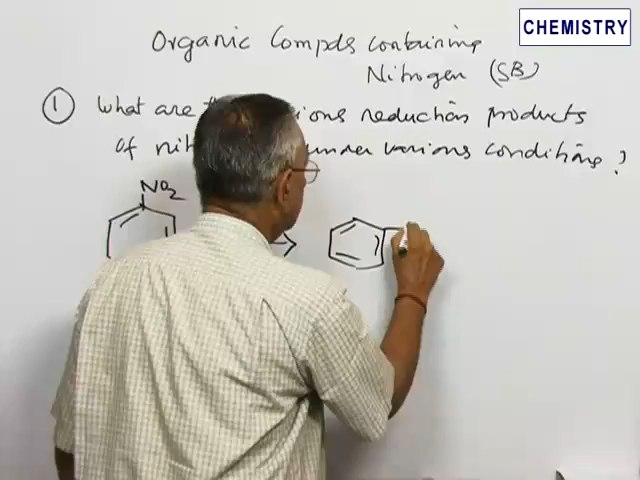 CHEMISTRY
Organic Compds containing
Nitrogen (SB)
① What are reduction products
of under various conditions?
NO2